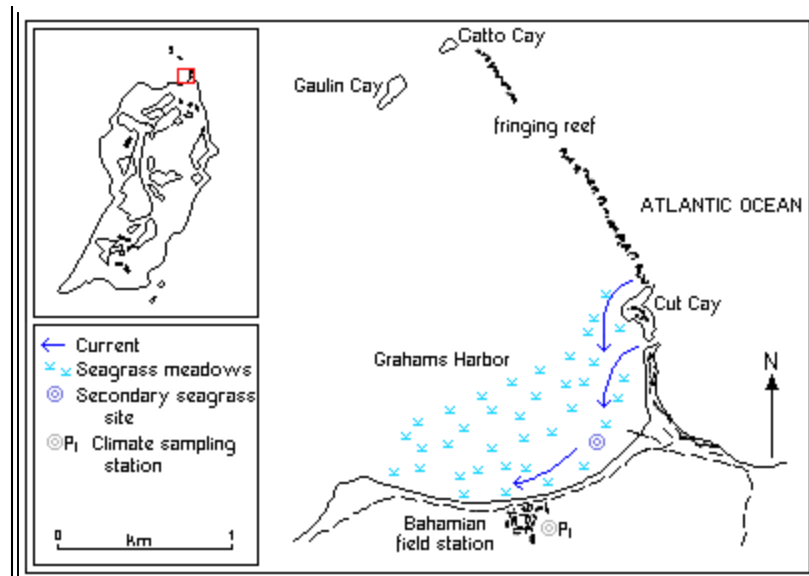 Catto Cay
Gaulin Cay
fringing reef
ATLANTIC OCEAN
Cut Cay
Grahams Harbor
N
Bahamian
field station
P1
Current
Seagrass meadows
Secondary seagrass
site
P1 Climate sampling
station
0 1
km